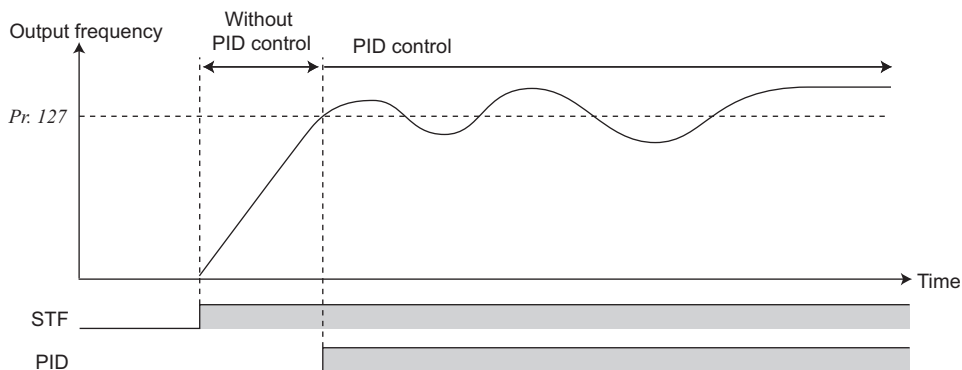 Without
PID control
Output frequency
PID control
Pr. 127
Time
STF
PID